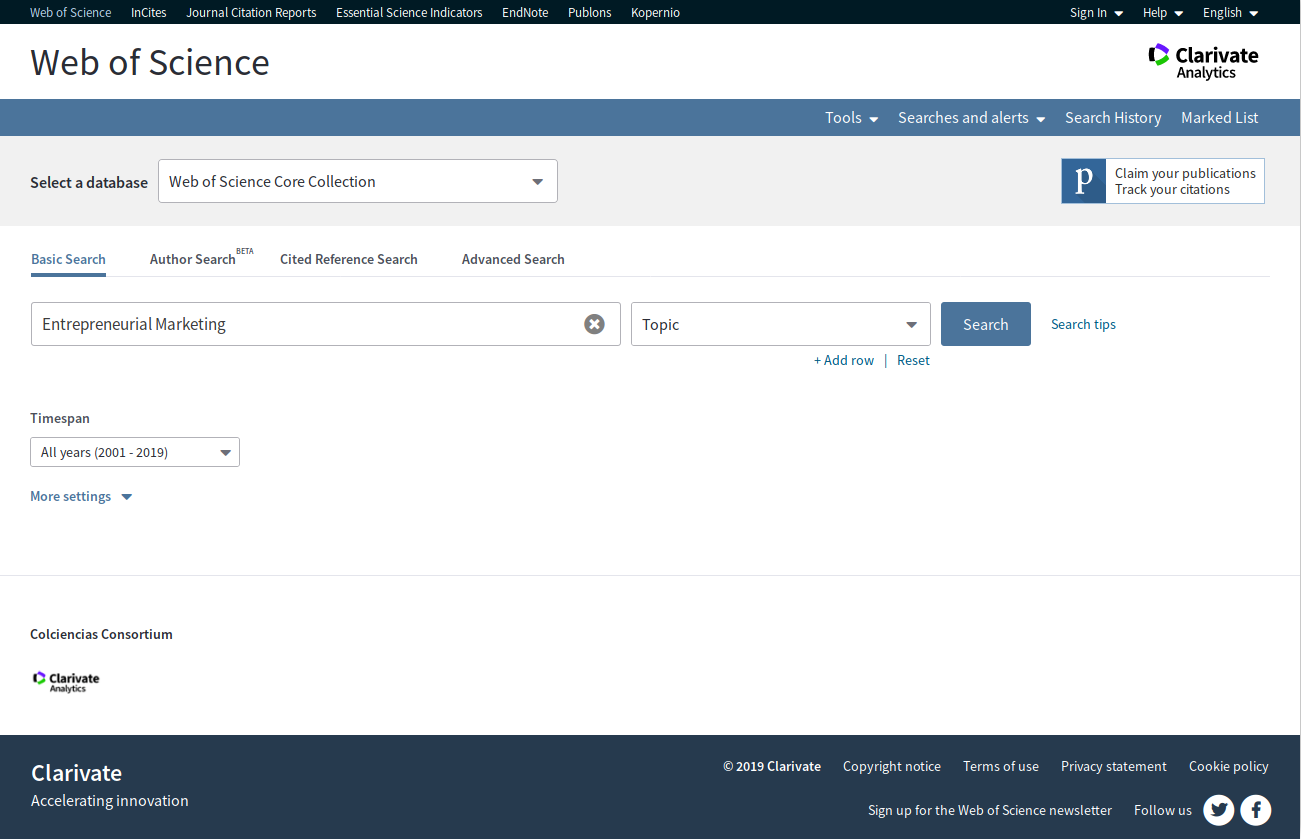 Web of Science InCites Journal Citation Reports Essential Science Indicators EndNote Publons Kopernio Sign In Help English
Web of Science
Clarivate
Analytics
Tools Searches and alerts Search History Marked List
Select a database Web of Science Core Collection
p Claim your publications
Track your citations
Basic Search Author Search BETA Cited Reference Search Advanced Search
Entrepreneurial Marketing Topic Search Search tips
+ Add row | Reset
Timespan
All years (2001 - 2019)
More settings
Colciencias Consortium
Clarivate
Analytics
Clarivate
Accelerating innovation
© 2019 Clarivate Copyright notice Terms of use Privacy statement Cookie policy
Sign up for the Web of Science newsletter Follow us